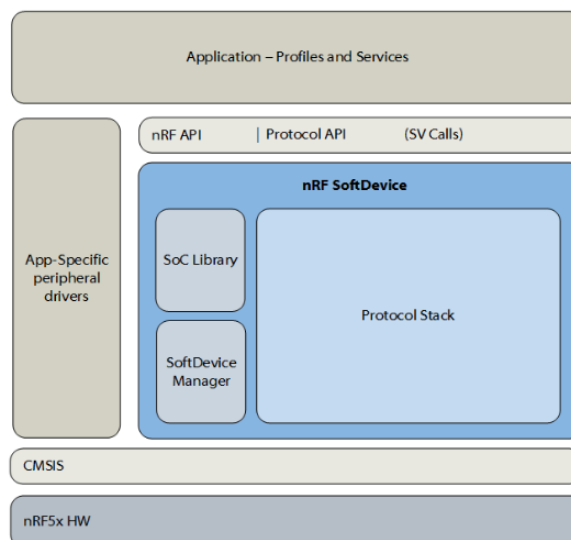 Application – Profiles and Services
nRF API | Protocol API (SV Calls)
nRF SoftDevice
App-Specific
peripheral
drivers
SoC Library
Protocol Stack
SoftDevice
Manager
CMSIS
nRF5x HW